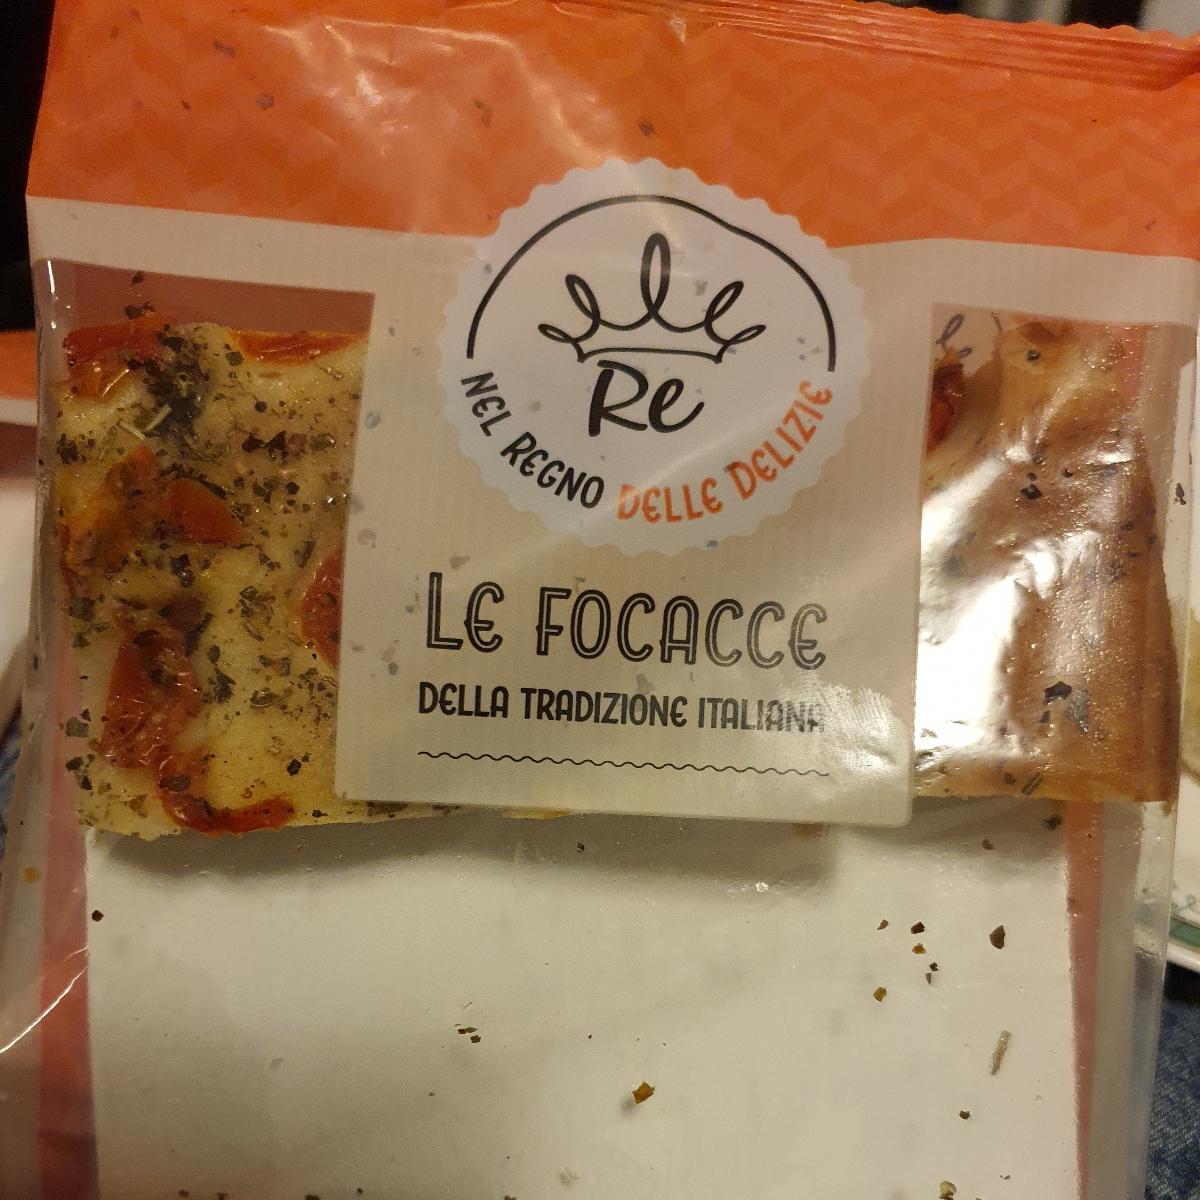 Re
NEL REGNO DELLE DELIZIE
LE FOCACCE
DELLA TRADIZIONE ITALIANA